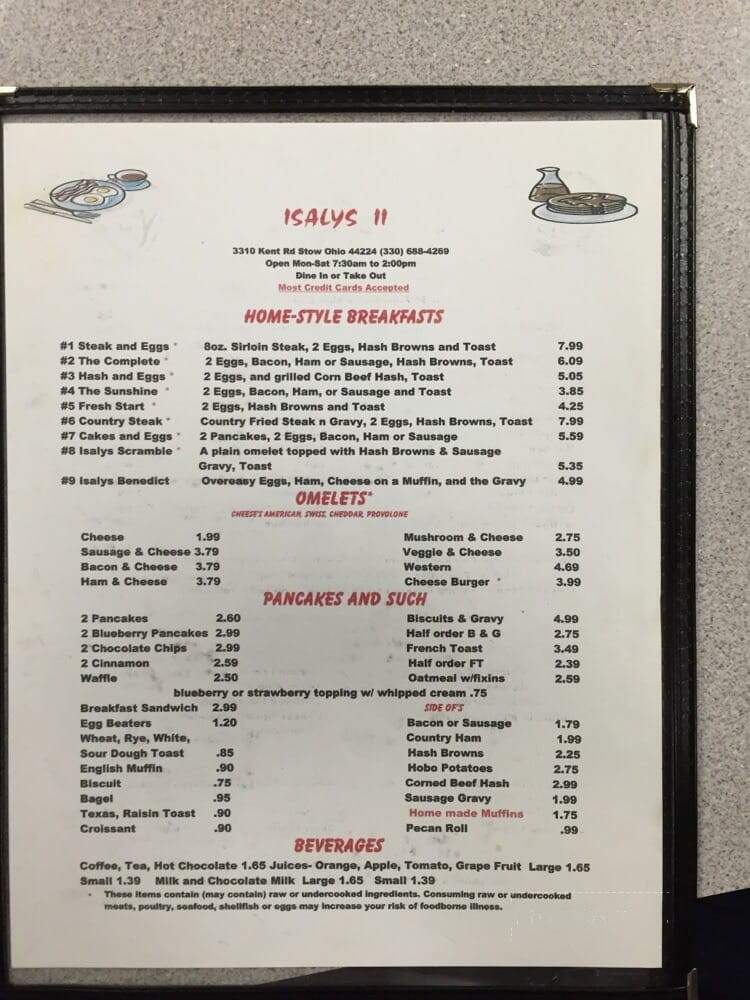 ISALYS II
3310 Kent Rd Stow Ohio 44224 (330) 688-4269
Open Mon-Sat 7:30am to 2:00pm
Dine In or Take Out
Most Credit Cards Accepted
HOME-STYLE BREAKFASTS
#1 Steak and Eggs * 8oz. Sirloin Steak, 2 Eggs, Hash Browns and Toast 7.99
#2 The Complete * 2 Eggs, Bacon, Ham or Sausage, Hash Browns, Toast 6.09
#3 Hash and Eggs * 2 Eggs, and grilled Corn Beef Hash, Toast 5.05
#4 The Sunshine * 2 Eggs, Bacon, Ham, or Sausage and Toast 3.85
#5 Fresh Start * 2 Eggs, Hash Browns and Toast 4.25
#6 Country Steak * Country Fried Steak n Gravy, 2 Eggs, Hash Browns, Toast 7.99
#7 Cakes and Eggs * 2 Pancakes, 2 Eggs, Bacon, Ham or Sausage 5.59
#8 Isalys Scramble * A plain omelet topped with Hash Browns & Sausage
Gravy, Toast 5.35
#9 Isalys Benedict Overeasy Eggs, Ham, Cheese on a Muffin, and the Gravy 4.99
OMELETS*
CHEESE'S AMERICAN, SWISS, CHEDDAR, PROVOLONE
Cheese 1.99 Mushroom & Cheese 2.75
Sausage & Cheese 3.79 Veggie & Cheese 3.50
Bacon & Cheese 3.79 Western 4.69
Ham & Cheese 3.79 Cheese Burger * 3.99
PANCAKES AND SUCH
2 Pancakes 2.60 Biscuits & Gravy 4.99
2 Blueberry Pancakes 2.99 Half order B & G 2.75
2 Chocolate Chips 2.99 French Toast 3.49
2 Cinnamon 2.59 Half order FT 2.39
Waffle 2.50 Oatmeal w/fixins 2.59
blueberry or strawberry topping w/ whipped cream .75
Breakfast Sandwich 2.99 SIDE OF'S
Egg Beaters 1.20 Bacon or Sausage 1.79
Wheat, Rye, White, Country Ham 1.99
Sour Dough Toast .85 Hash Browns 2.25
English Muffin .90 Hobo Potatoes 2.75
Biscuit .75 Corned Beef Hash 2.99
Bagel .95 Sausage Gravy 1.99
Texas, Raisin Toast .90 Home made Muffins 1.75
Croissant .90 Pecan Roll .99
BEVERAGES
Coffee, Tea, Hot Chocolate 1.65 Juices- Orange, Apple, Tomato, Grape Fruit Large 1.65
Small 1.39 Milk and Chocolate Milk Large 1.65 Small 1.39
* These items contain (may contain) raw or undercooked ingredients. Consuming raw or undercooked
meats, poultry, seafood, shellfish or eggs may increase your risk of foodborne illness.